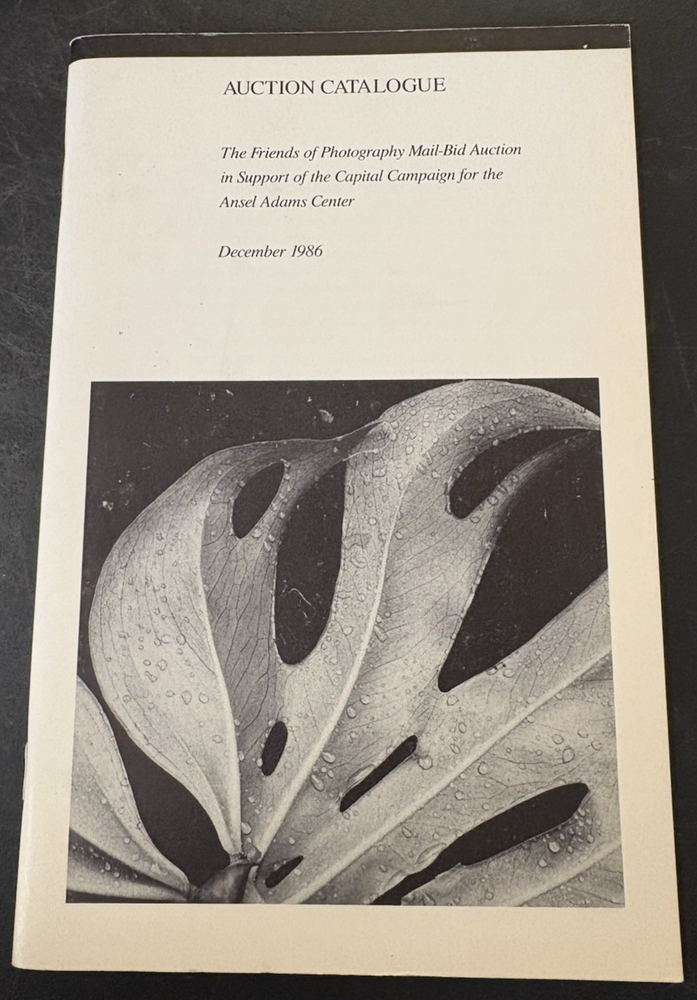 AUCTION CATALOGUE
The Friends of Photography Mail-Bid Auction
in Support of the Capital Campaign for the
Ansel Adams Center
December 1986